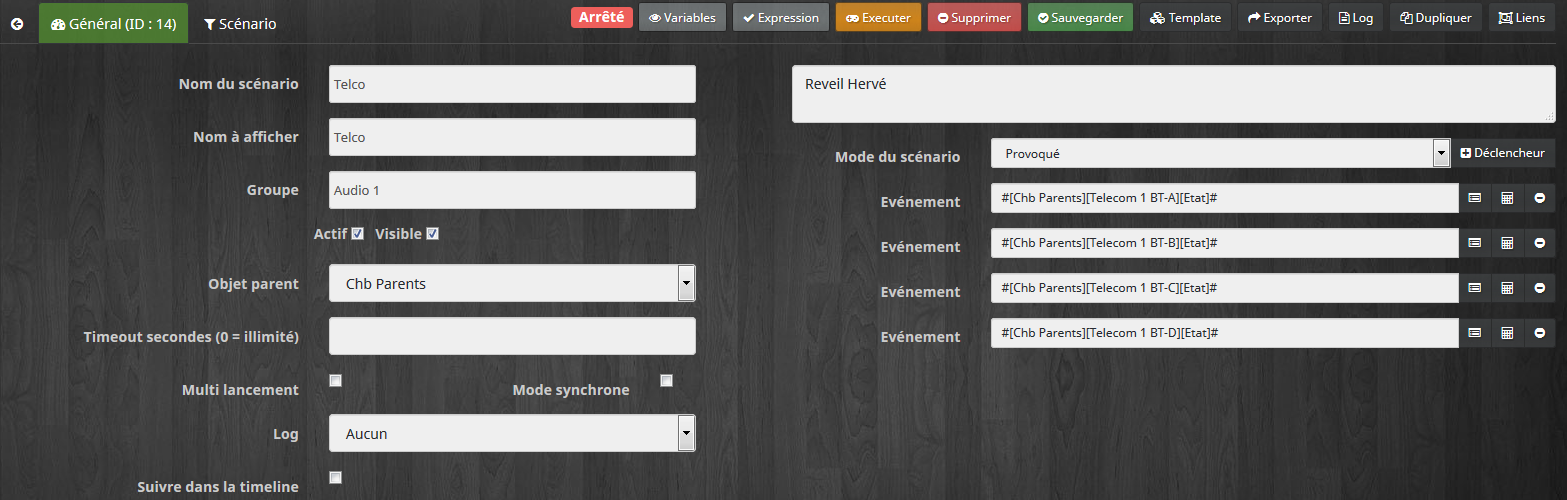 Général (ID : 14) Scénario Arrêté Variables Expression Executer Supprimer Sauvegarder Template Exporter Log Dupliquer Liens
Nom du scénario Telco
Nom à afficher Telco
Groupe Audio 1
Actif Visible
Objet parent Chb Parents
Timeout secondes (0 = illimité)
Multi lancement Mode synchrone
Log Aucun
Suivre dans la timeline
Reveil Hervé
Mode du scénario Provoqué Déclencheur
Evénement #[Chb Parents][Telecom 1 BT-A][Etat]#
Evénement #[Chb Parents][Telecom 1 BT-B][Etat]#
Evénement #[Chb Parents][Telecom 1 BT-C][Etat]#
Evénement #[Chb Parents][Telecom 1 BT-D][Etat]#